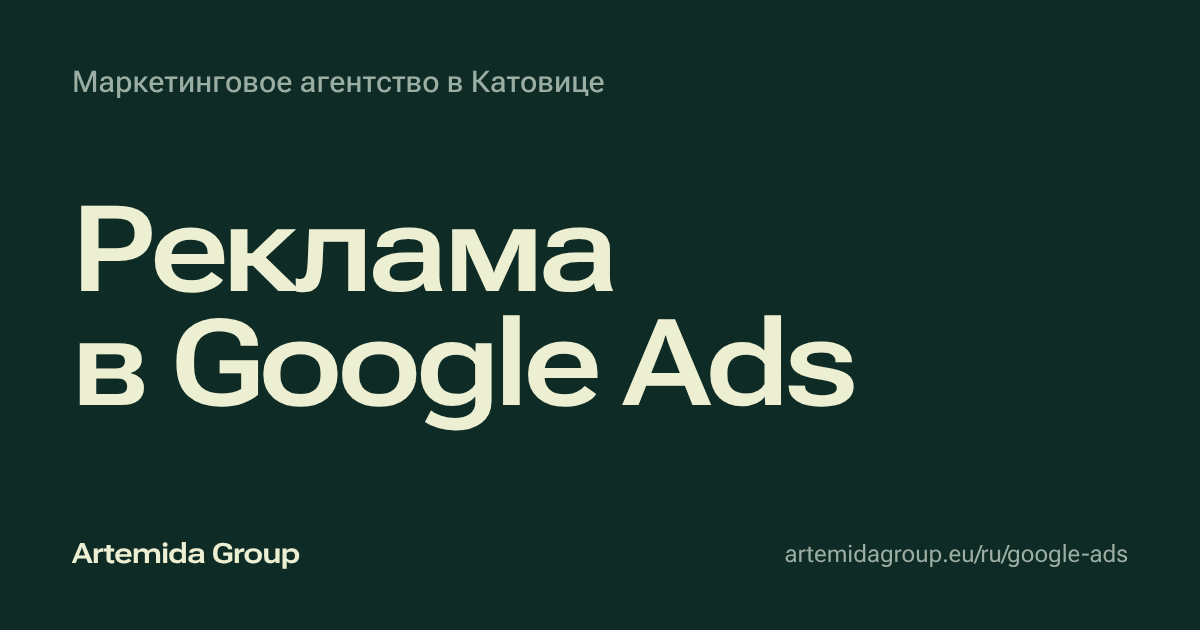 Маркетинговое агентство в Катовице
Реклама
в Google Ads
Artemida Group
artemidagroup.eu/ru/google-ads